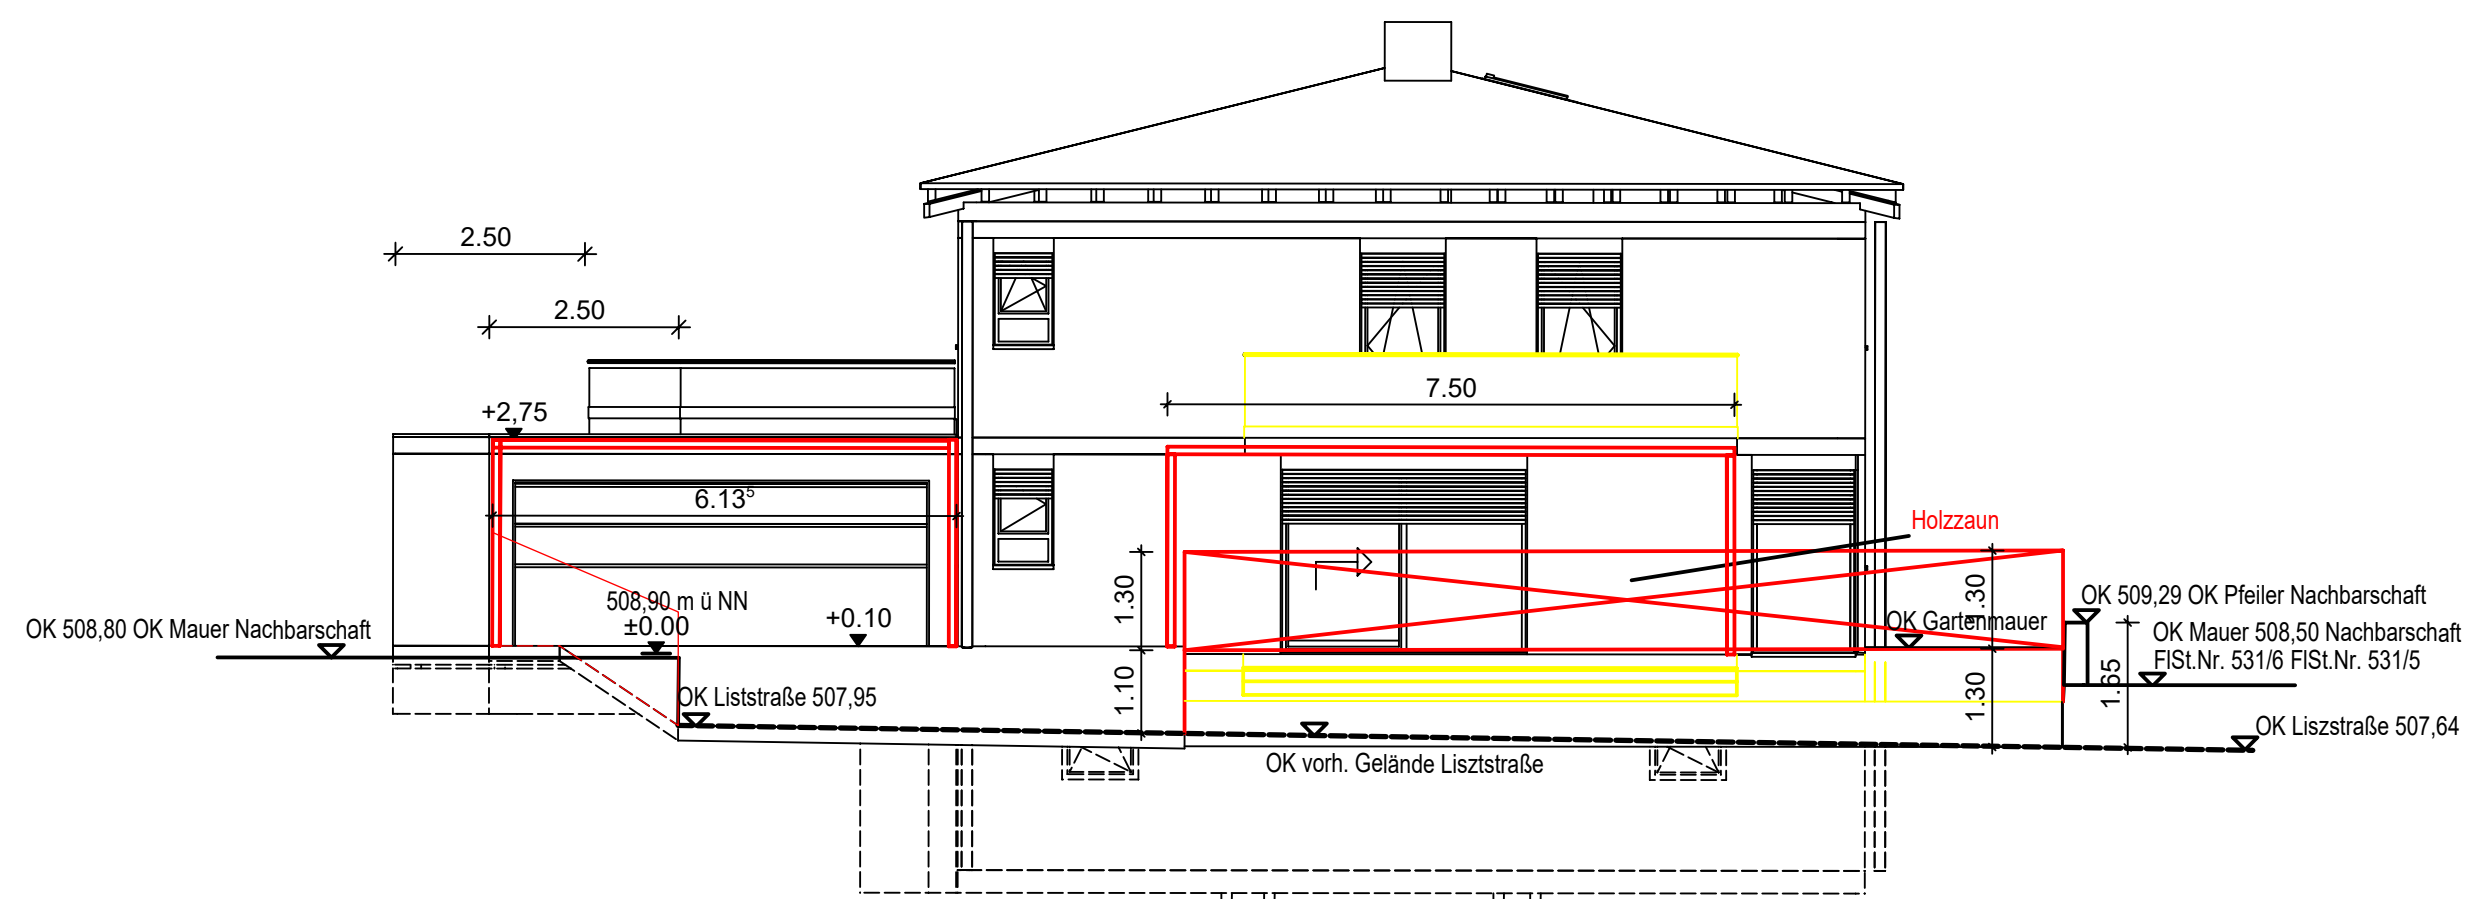 2.50
2.50
+2,75
7.50
6.13⁵
Holzzaun
508,90 m ü NN
±0.00
+0.10
1.30
1.30
OK 508,80 OK Mauer Nachbarschaft
OK Gartenmauer
OK 509,29 OK Pfeiler Nachbarschaft
OK Mauer 508,50 Nachbarschaft
FlSt.Nr. 531/6 FlSt.Nr. 531/5
OK Liststraße 507,95
1.10
1.30
1.65
OK Liszstraße 507,64
OK vorh. Gelände Lisztstraße